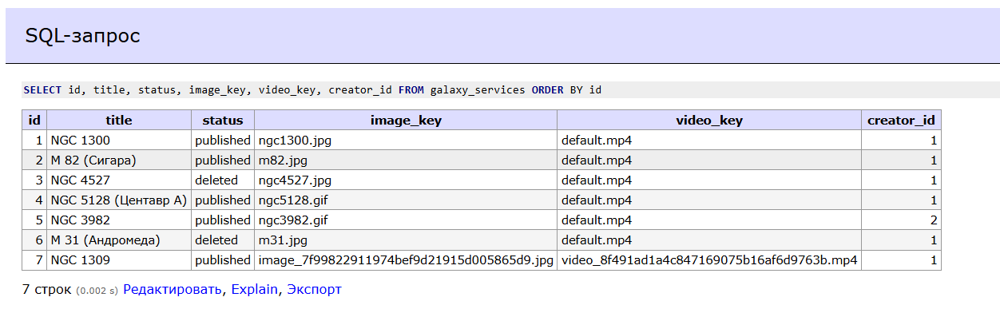 SQL-запрос
SELECT id, title, status, image_key, video_key, creator_id FROM galaxy_services ORDER BY id
id title status image_key video_key creator_id
1 NGC 1300 published ngc1300.jpg default.mp4 1
2 M 82 (Сигара) published m82.jpg default.mp4 1
3 NGC 4527 deleted ngc4527.jpg default.mp4 1
4 NGC 5128 (Центавр А) published ngc5128.gif default.mp4 1
5 NGC 3982 published ngc3982.gif default.mp4 2
6 M 31 (Андромеда) deleted m31.jpg default.mp4 1
7 NGC 1309 published image_7f99822911974bef9d21915d005865d9.jpg video_8f491ad1a4c847169075b16af6d9763b.mp4 1
7 строк (0.002 s) Редактировать, Explain, Экспорт